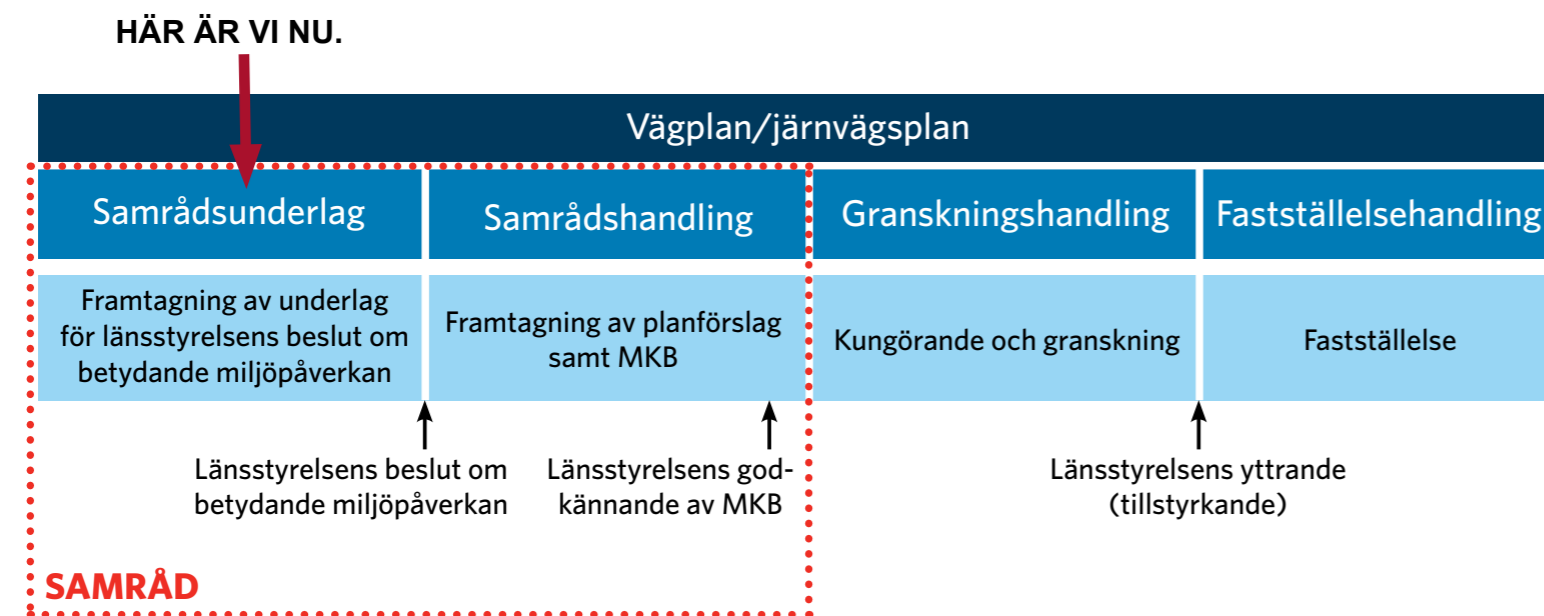 HÄR ÄR VI NU.
Vägplan/järnvägsplan
Samrådsunderlag
Samrådshandling
Granskningshandling
Fastställelsehandling
Framtagning av underlag
för länsstyrelsens beslut om
betydande miljöpåverkan
Framtagning av planförslag
samt MKB
Kungörande och granskning
Fastställelse
Länsstyrelsens beslut om
betydande miljöpåverkan
Länsstyrelsens god-
kännande av MKB
Länsstyrelsens yttrande
(tillstyrkande)
SAMRÅD